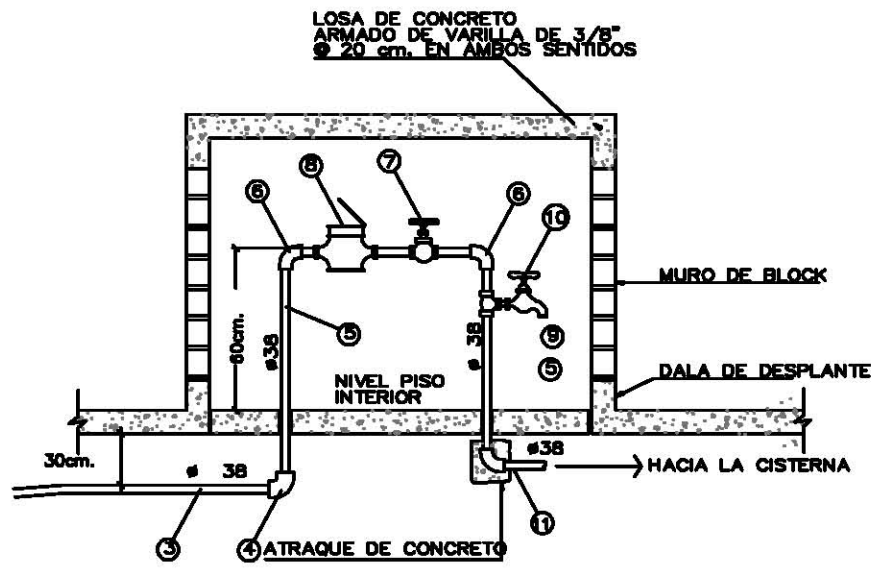 LOSA DE CONCRETO
ARMADO DE VARILLA DE 3/8"
@ 20 cm. EN AMBOS SENTIDOS
7
8
6
6
10
MURO DE BLOCK
60cm.
ø38
5
ø 38
9
5
NIVEL PISO
INTERIOR
DALA DE DESPLANTE
30cm.
ø 38
ø38
HACIA LA CISTERNA
3
4
ATRAQUE DE CONCRETO
11